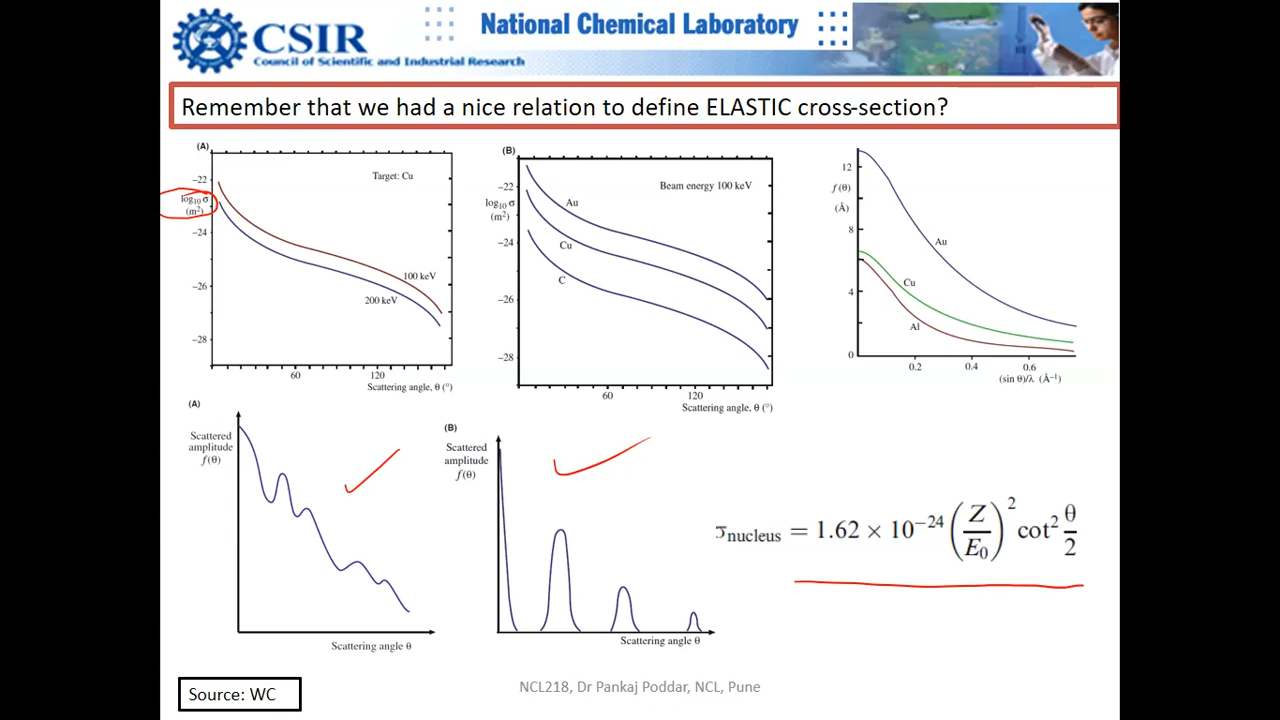 CSIR
Council of Scientific and Industrial Research
National Chemical Laboratory
Remember that we had a nice relation to define ELASTIC cross-section?
(A)
−22
log₁₀ σ
(m²)
−24
−26
−28
Target: Cu
100 keV
200 keV
60
120
Scattering angle, θ (°)
(B)
−22
log₁₀ σ
(m²)
−24
−26
−28
Beam energy 100 keV
Au
Cu
C
60
120
Scattering angle, θ (°)
12
f(θ)
(Å)
8
4
0
Au
Cu
Al
0.2
0.4
0.6
(sin θ)/λ (Å⁻¹)
(A)
Scattered
amplitude
f(θ)
Scattering angle θ
(B)
Scattered
amplitude
f(θ)
Scattering angle θ
σnucleus = 1.62 × 10⁻²⁴ (Z/E₀)² cot² θ/2
Source: WC
NCL218, Dr Pankaj Poddar, NCL, Pune